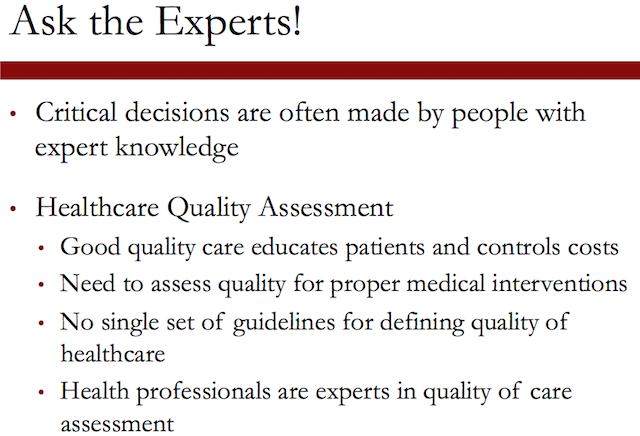 Ask the Experts!
• Critical decisions are often made by people with
expert knowledge
• Healthcare Quality Assessment
• Good quality care educates patients and controls costs
• Need to assess quality for proper medical interventions
• No single set of guidelines for defining quality of
healthcare
• Health professionals are experts in quality of care
assessment